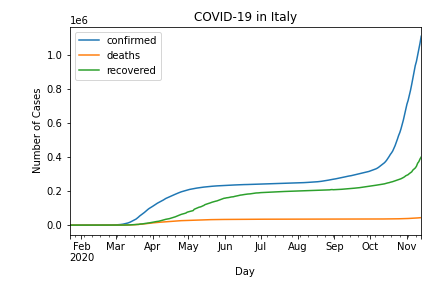 COVID-19 in Italy
1e6
confirmed
deaths
recovered
Number of Cases
1.0
0.8
0.6
0.4
0.2
0.0
Feb Mar Apr May Jun Jul Aug Sep Oct Nov
2020
Day